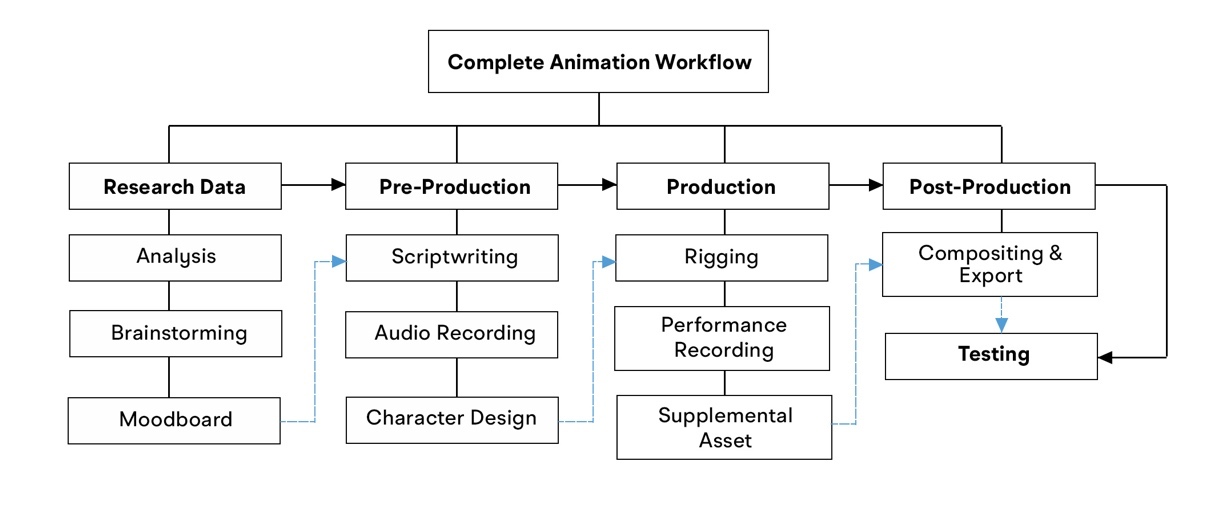 Complete Animation Workflow
Research Data
Pre-Production
Production
Post-Production
Analysis
Scriptwriting
Rigging
Compositing &
Export
Brainstorming
Audio Recording
Performance
Recording
Testing
Moodboard
Character Design
Supplemental
Asset